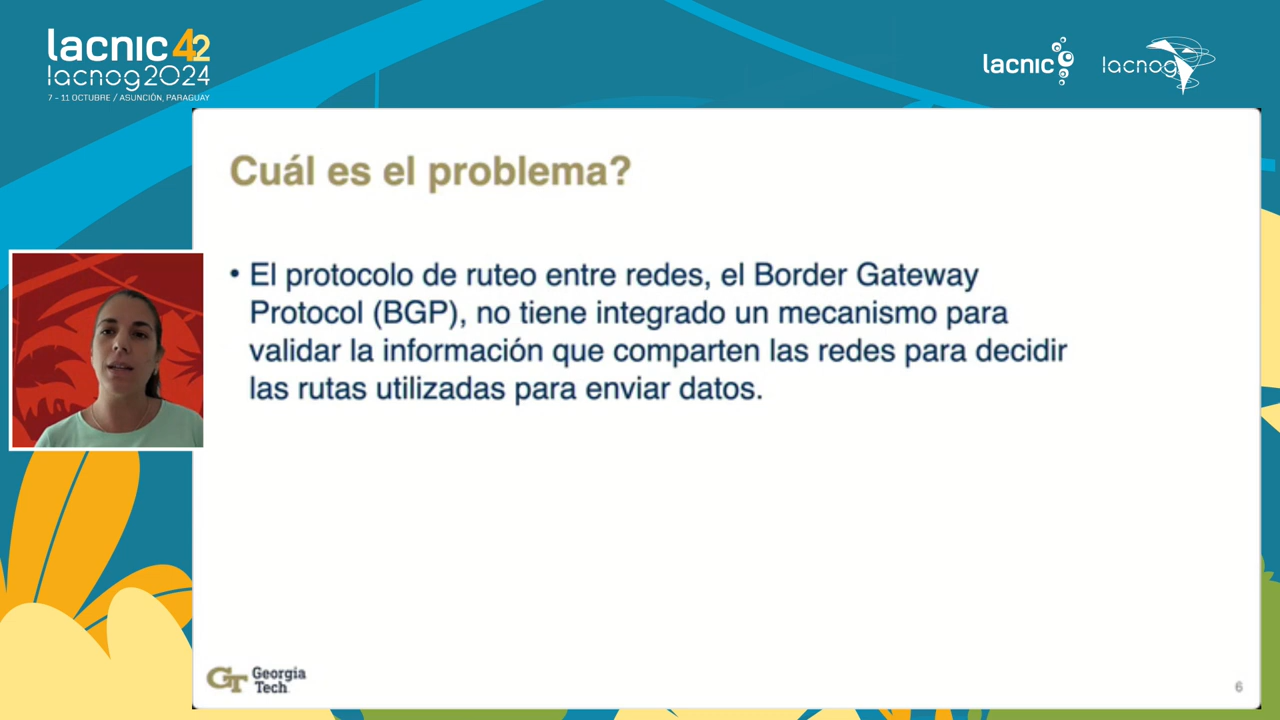 lacnic 42
lacnog2024
7 - 11 OCTUBRE / ASUNCIÓN, PARAGUAY
lacnic
lacnog
Cuál es el problema?
• El protocolo de ruteo entre redes, el Border Gateway
Protocol (BGP), no tiene integrado un mecanismo para
validar la información que comparten las redes para decidir
las rutas utilizadas para enviar datos.
GT Georgia
Tech
6